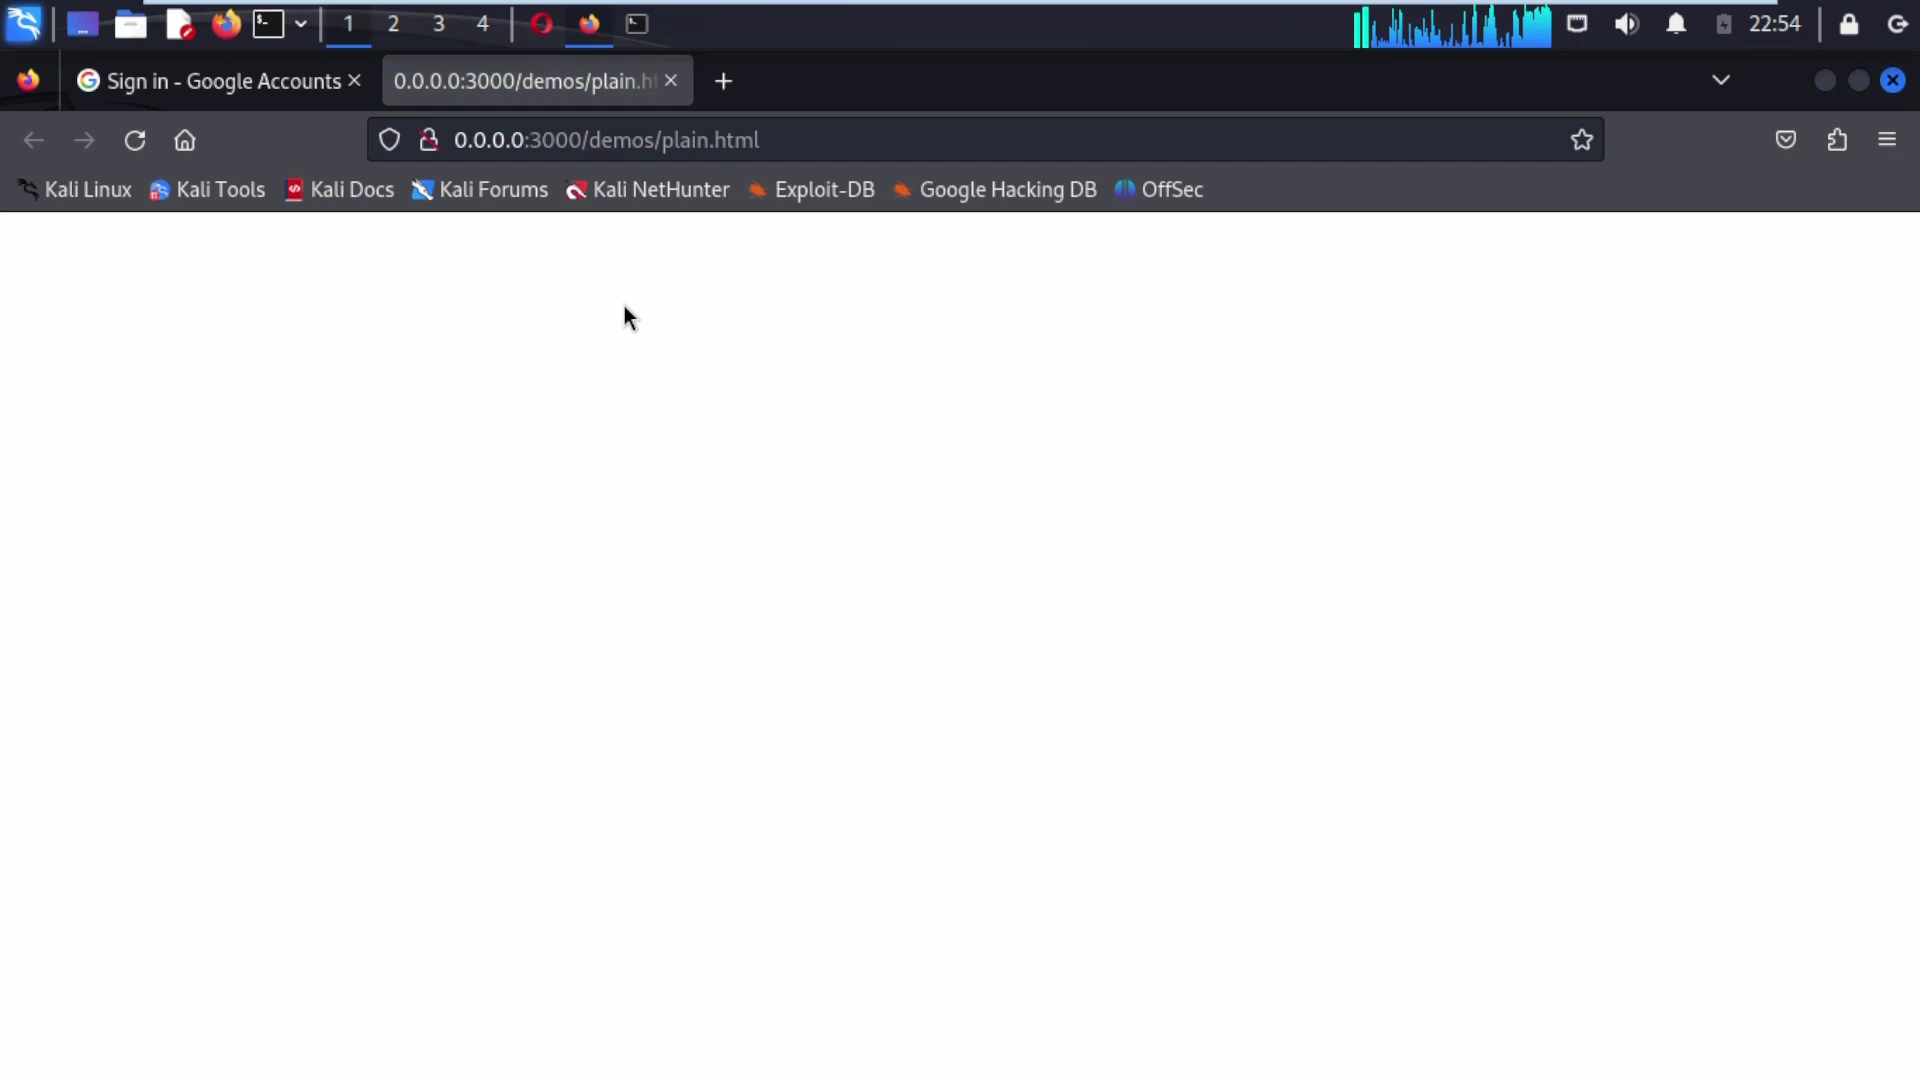 1 2 3 4 22:54
Sign in - Google Accounts 0.0.0.0:3000/demos/plain.ht
0.0.0.0:3000/demos/plain.html
Kali Linux Kali Tools Kali Docs Kali Forums Kali NetHunter Exploit-DB Google Hacking DB OffSec